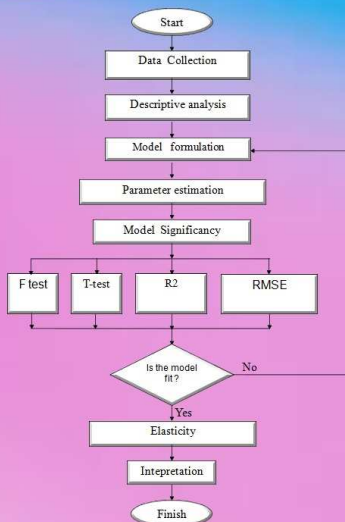 Start
Data Collection
Descriptive analysis
Model formulation
Parameter estimation
Model Significancy
F test
T-test
R2
RMSE
Is the model
fit?
No
Yes
Elasticity
Intepretation
Finish